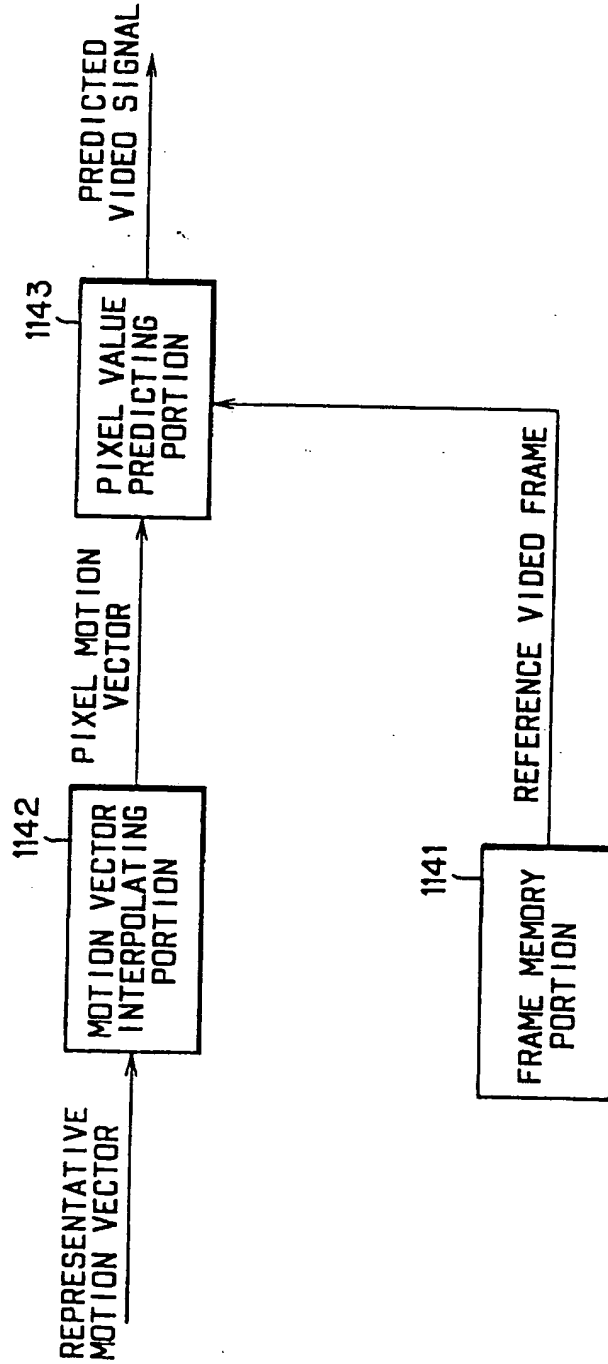 REPRESENTATIVE
MOTION VECTOR
1142
MOTION VECTOR
INTERPOLATING
PORTION
PIXEL MOTION
VECTOR
1143
PIXEL VALUE
PREDICTING
PORTION
PREDICTED
VIDEO SIGNAL
1141
FRAME MEMORY
PORTION
REFERENCE VIDEO FRAME